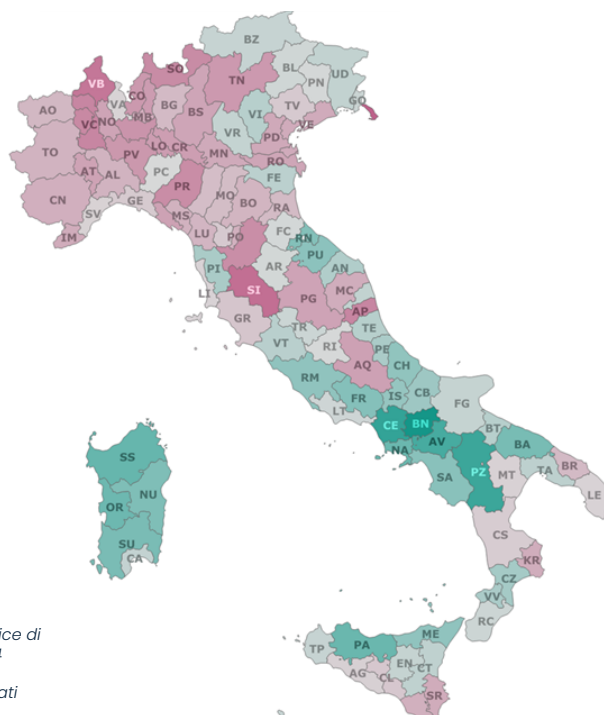 BZ
SO
BL
UD
VB
TN
PN
CO
GO
AO
VA
BG
BS
VI
TV
VC
NO
MB
VR
PD
VE
TO
PV
LO
CR
MN
RO
AT
AL
PC
FE
PR
CN
GE
MO
BO
SV
MS
RA
IM
LU
PO
FC
RN
PU
PI
AR
AN
LI
SI
PG
MC
GR
AP
TR
TE
VT
RI
PE
AQ
CH
RM
IS
CB
FR
FG
LT
CE
BN
BT
AV
BA
NA
SS
SA
PZ
MT
TA
BR
NU
LE
OR
CS
SU
CA
KR
CZ
VV
RC
ice di
ME
TP
PA
EN
CT
AG
CL
ati
SR